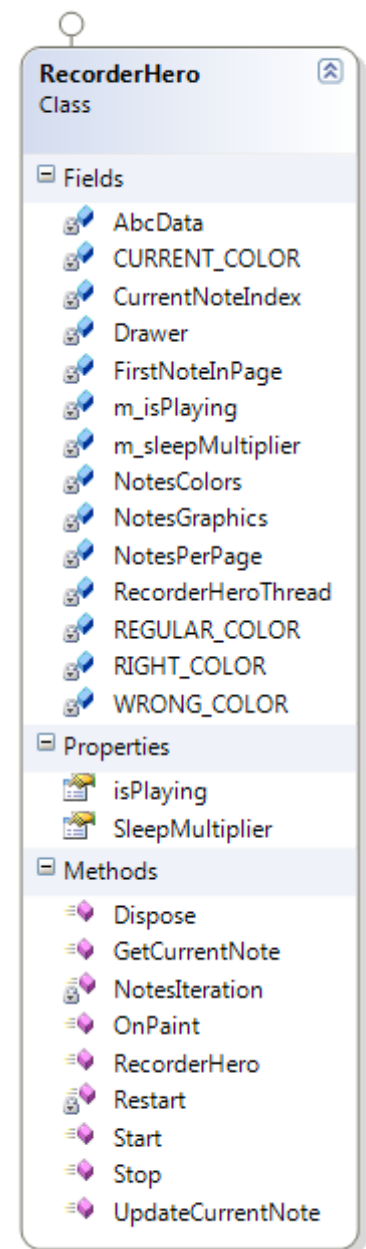 RecorderHero
Class
Fields
AbcData
CURRENT_COLOR
CurrentNoteIndex
Drawer
FirstNoteInPage
m_isPlaying
m_sleepMultiplier
NotesColors
NotesGraphics
NotesPerPage
RecorderHeroThread
REGULAR_COLOR
RIGHT_COLOR
WRONG_COLOR
Properties
isPlaying
SleepMultiplier
Methods
Dispose
GetCurrentNote
NotesIteration
OnPaint
RecorderHero
Restart
Start
Stop
UpdateCurrentNote